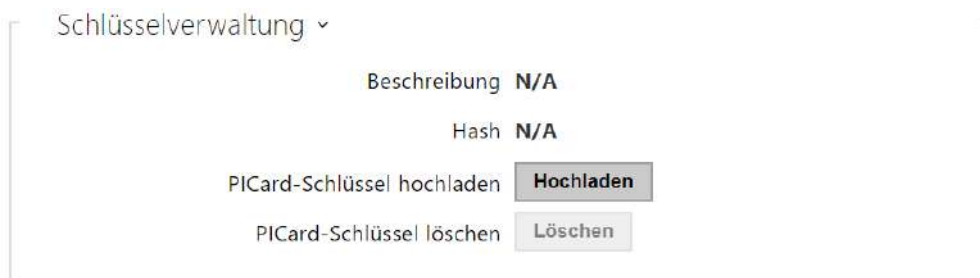 Schlüsselverwaltung
Beschreibung N/A
Hash N/A
PICard-Schlüssel hochladen Hochladen
PICard-Schlüssel löschen Löschen